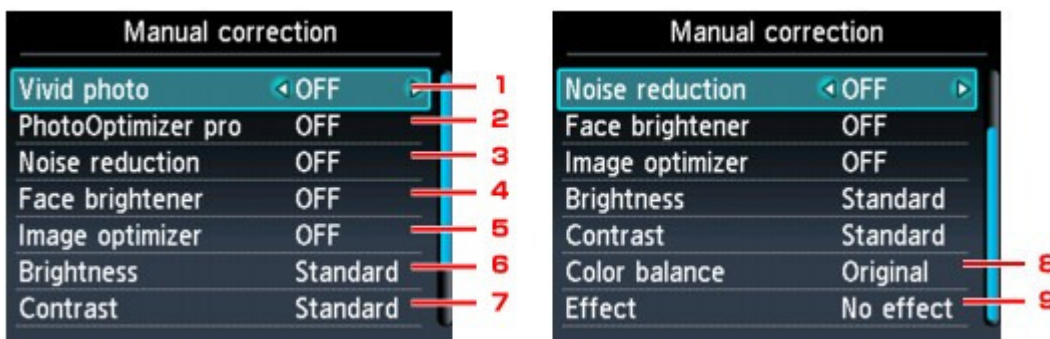 Manual correction
Vivid photo OFF 1
PhotoOptimizer pro OFF 2
Noise reduction OFF 3
Face brightener OFF 4
Image optimizer OFF 5
Brightness Standard 6
Contrast Standard 7
Manual correction
Noise reduction OFF
Face brightener OFF
Image optimizer OFF
Brightness Standard
Contrast Standard
Color balance Original 8
Effect No effect 9